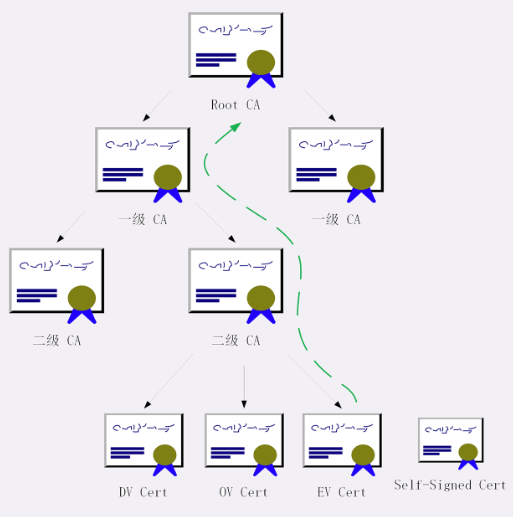 Root CA
一级 CA
一级 CA
二级 CA
二级 CA
DV Cert
OV Cert
EV Cert
Self-Signed Cert